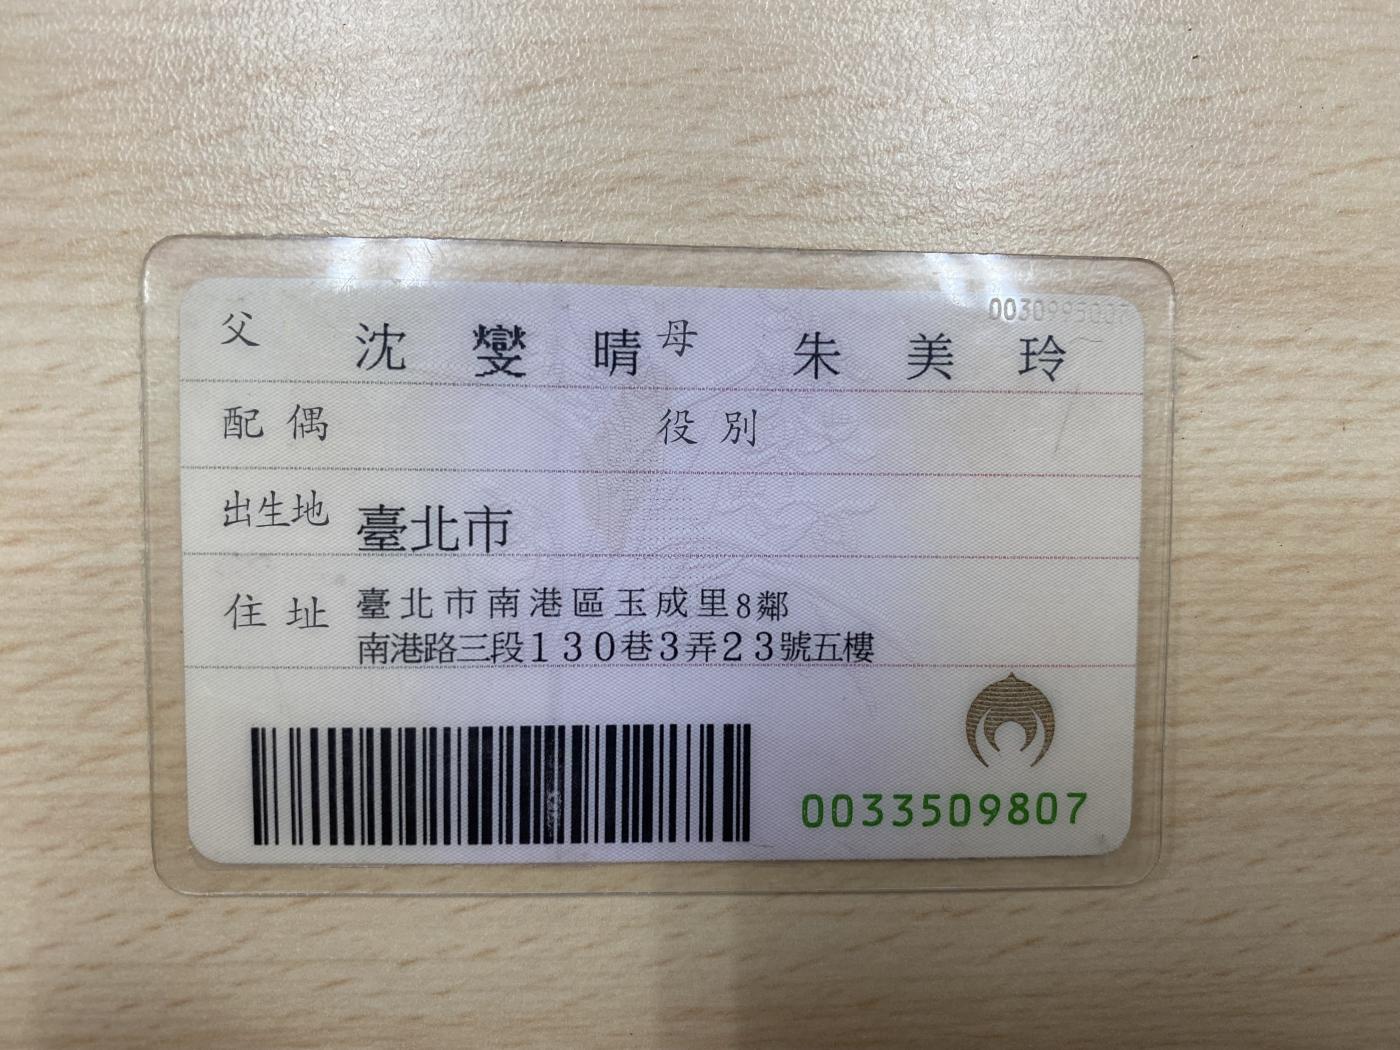 父 沈燮晴 母 朱美玲
配偶 役別
出生地 臺北市
住址 臺北市南港區玉成里8鄰
南港路三段130巷3弄23號五樓
0033509807